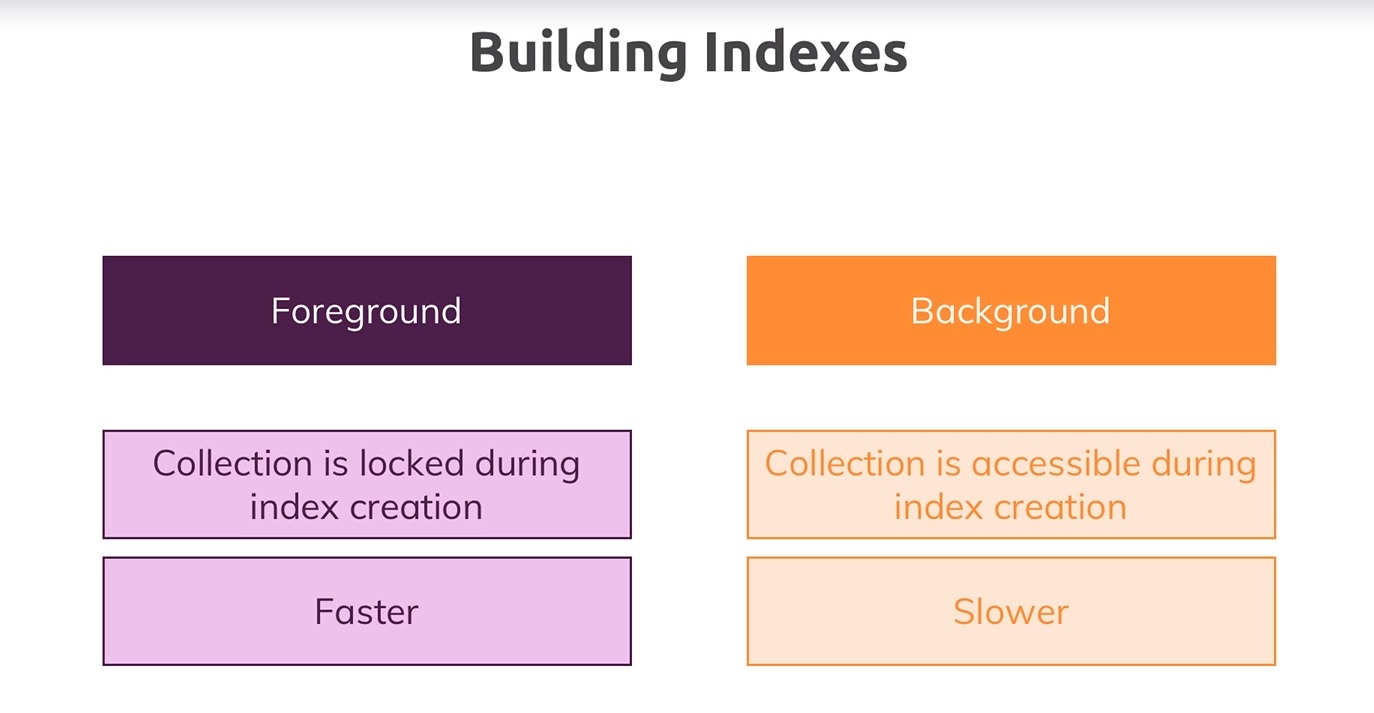 Building Indexes
Foreground
Background
Collection is locked during
index creation
Collection is accessible during
index creation
Faster
Slower